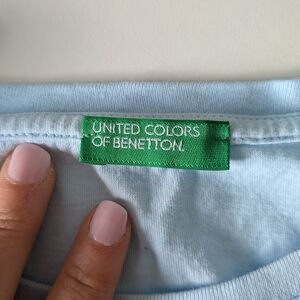 UNITED COLORS
OF BENETTON.